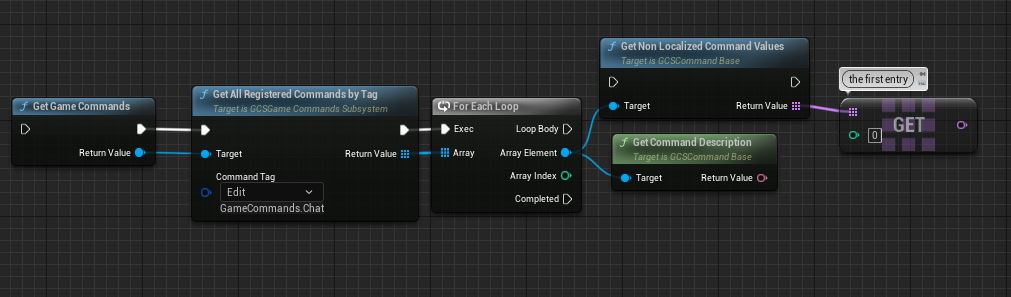 Get Game Commands
Return Value
Get All Registered Commands by Tag
Target is GCSGame Commands Subsystem
Target
Return Value
Command Tag
Edit
GameCommands.Chat
For Each Loop
Exec
Loop Body
Array
Array Element
Array Index
Completed
Get Non Localized Command Values
Target is GCSCommand Base
Target
Return Value
Get Command Description
Target is GCSCommand Base
Target
Return Value
the first entry
0
GET